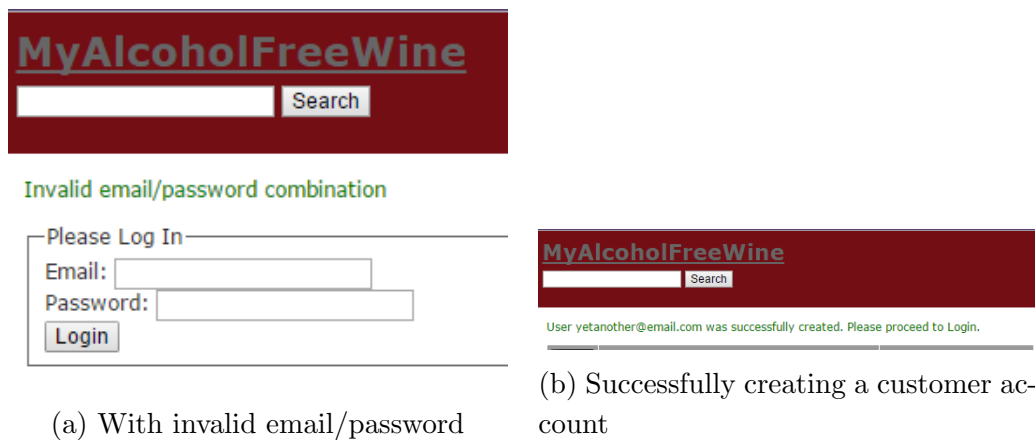 MyAlcoholFreeWine
Search
Invalid email/password combination
Please Log In
Email:
Password:
Login
(a) With invalid email/password
MyAlcoholFreeWine
Search
User yetanother@email.com was successfully created. Please proceed to Login.
(b) Successfully creating a customer ac-
count